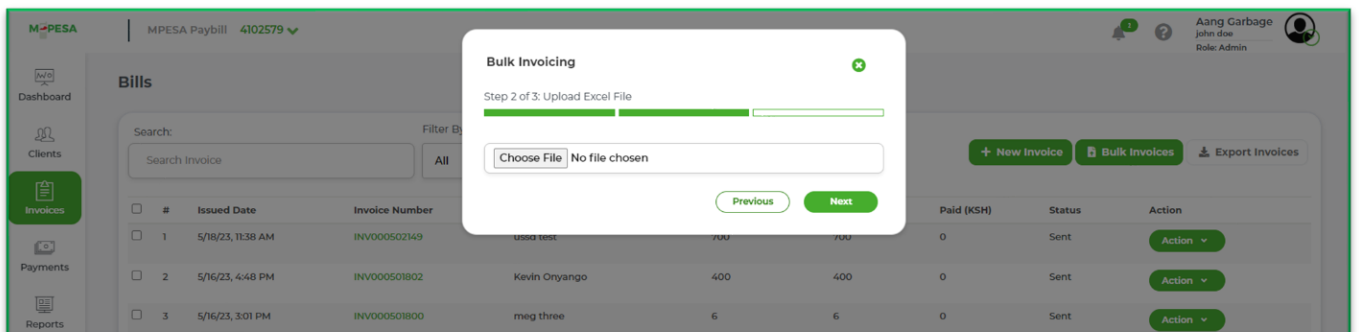 M-PESA
MPESA Paybill 4102579
2
Aang Garbage
john doe
Role: Admin
Dashboard
Clients
Invoices
Payments
Reports
Bills
Search:
Filter By
Search Invoice
All
+ New Invoice
Bulk Invoices
Export Invoices
Bulk Invoicing
Step 2 of 3: Upload Excel File
Choose File No file chosen
Previous
Next
# Issued Date Invoice Number Paid (KSH) Status Action
1 5/18/23, 11:38 AM INV000502149 ussd test 700 700 0 Sent Action
2 5/16/23, 4:48 PM INV000501802 Kevin Onyango 400 400 0 Sent Action
3 5/16/23, 3:01 PM INV000501800 meg three 6 6 0 Sent Action